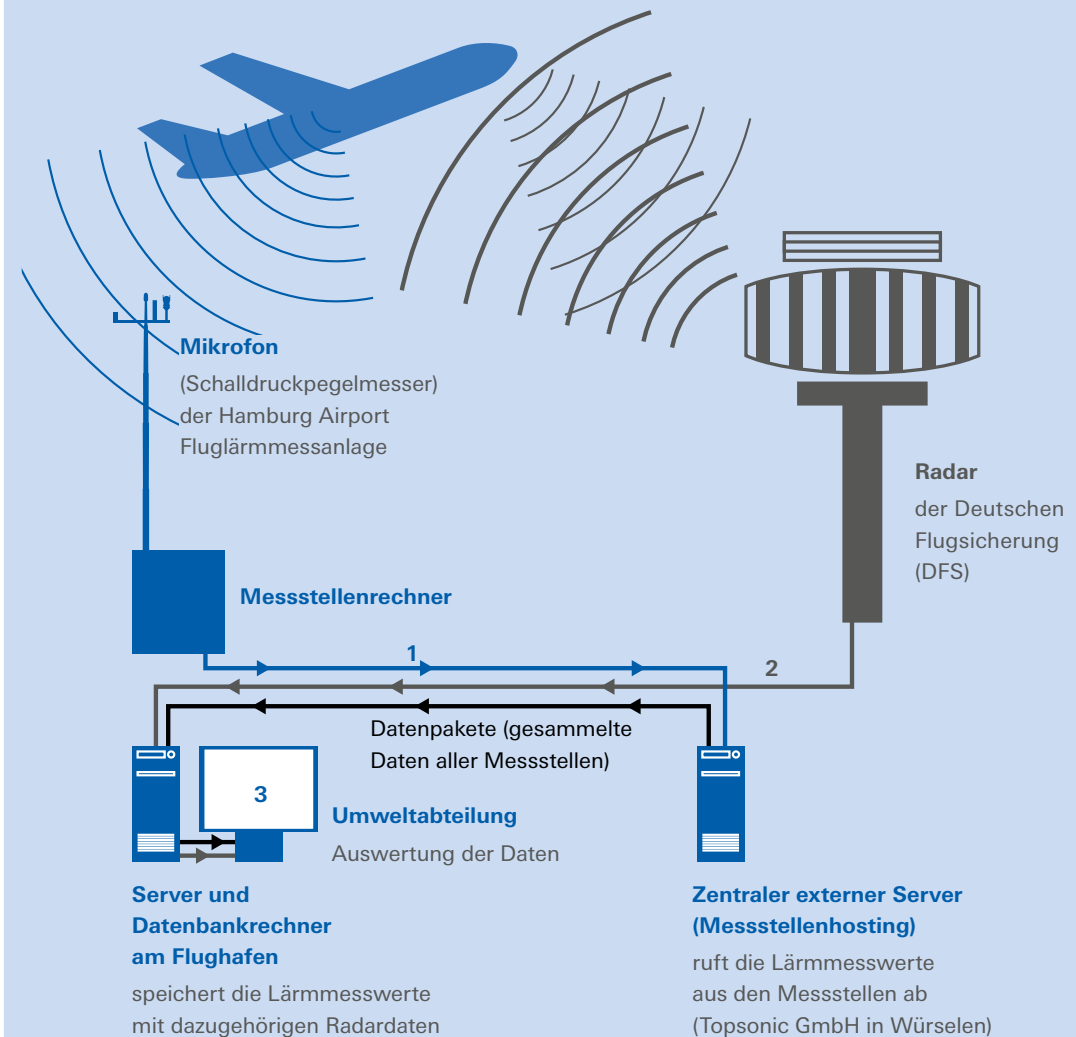 Mikrofon
(Schalldruckpegelmesser)
der Hamburg Airport
Fluglärmmessanlage
Radar
der Deutschen
Flugsicherung
(DFS)
Messstellenrechner
1
2
Datenpakete (gesammelte
Daten aller Messstellen)
3
Umweltabteilung
Auswertung der Daten
Server und
Datenbankrechner
am Flughafen
speichert die Lärmmesswerte
mit dazugehörigen Radardaten
Zentraler externer Server
(Messstellenhosting)
ruft die Lärmmesswerte
aus den Messstellen ab
(Topsonic GmbH in Würselen)